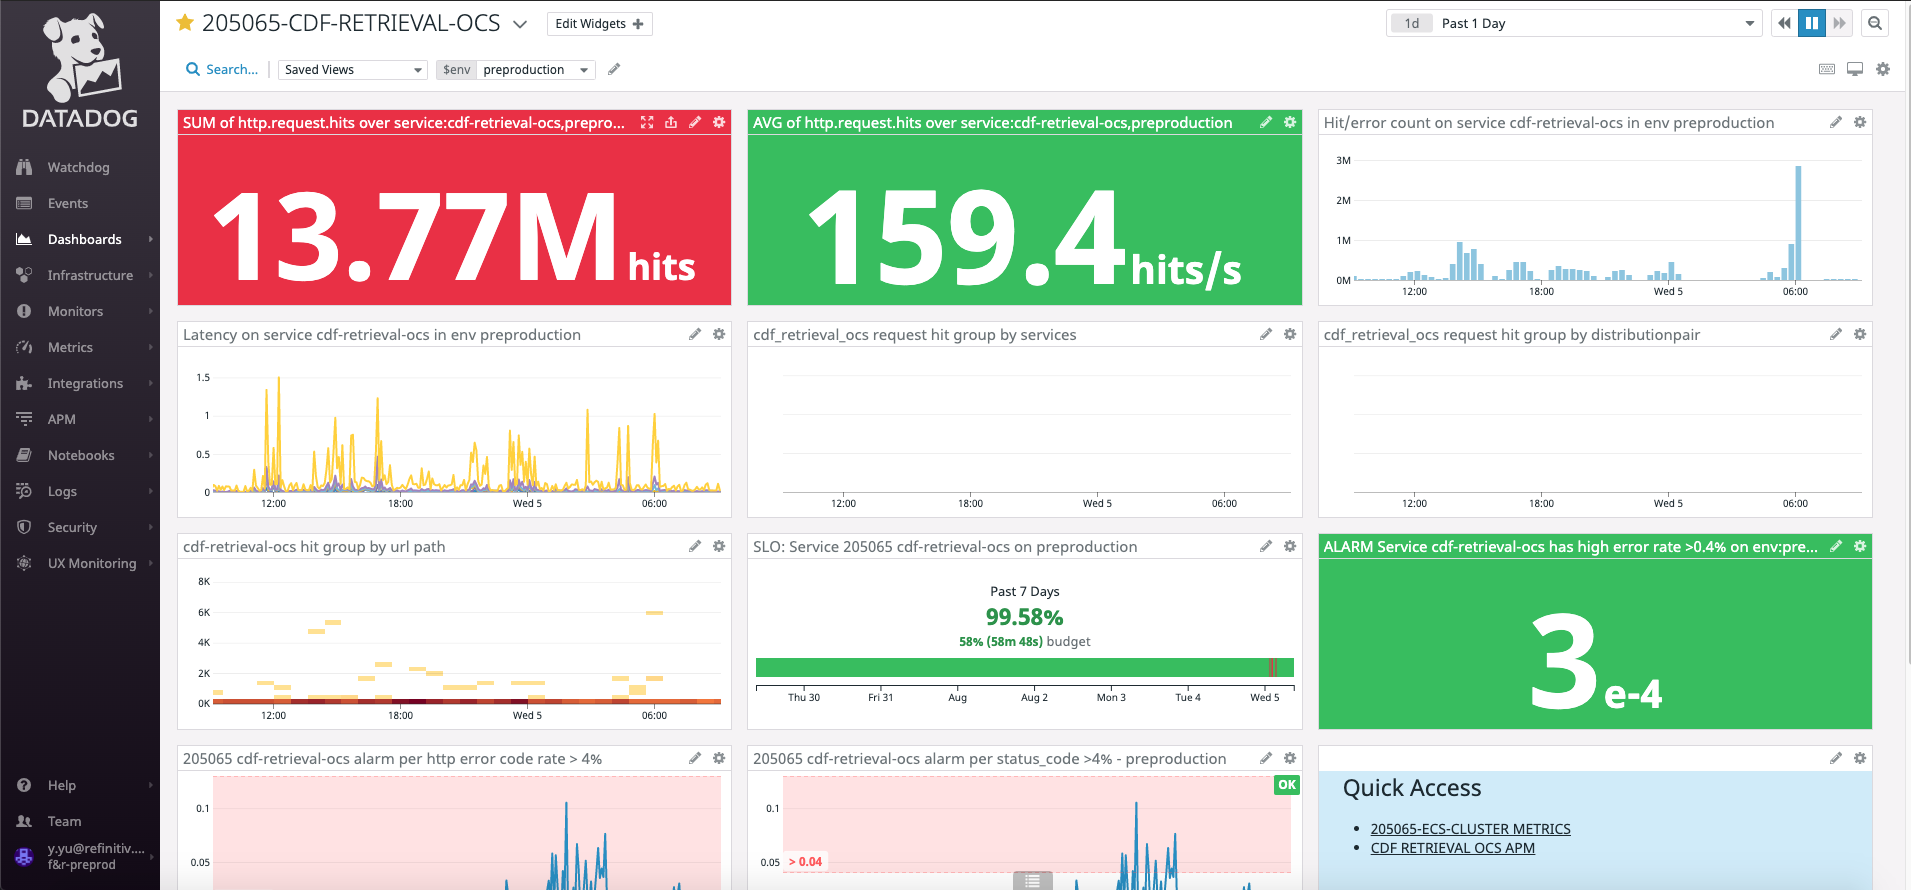 205065-CDF-RETRIEVAL-OCS
Edit Widgets +
1d Past 1 Day
Search...
Saved Views
$env preproduction
DATADOG
Watchdog
Events
Dashboards
Infrastructure
Monitors
Metrics
Integrations
APM
Notebooks
Logs
Security
UX Monitoring
Help
Team
y.yu@refinitiv....
f&r-preprod
SUM of http.request.hits over service:cdf-retrieval-ocs,prepro...
13.77M hits
AVG of http.request.hits over service:cdf-retrieval-ocs,preproduction
159.4 hits/s
Hit/error count on service cdf-retrieval-ocs in env preproduction
3M
2M
1M
0M
12:00 18:00 Wed 5 06:00
Latency on service cdf-retrieval-ocs in env preproduction
1.5
1
0.5
0
12:00 18:00 Wed 5 06:00
cdf_retrieval_ocs request hit group by services
12:00 18:00 Wed 5 06:00
cdf_retrieval_ocs request hit group by distributionpair
12:00 18:00 Wed 5 06:00
cdf-retrieval-ocs hit group by url path
8K
6K
4K
2K
0K
12:00 18:00 Wed 5 06:00
SLO: Service 205065 cdf-retrieval-ocs on preproduction
Past 7 Days
99.58%
58% (58m 48s) budget
Thu 30 Fri 31 Aug Aug 2 Mon 3 Tue 4 Wed 5
ALARM Service cdf-retrieval-ocs has high error rate >0.4% on env:pre...
3 e-4
205065 cdf-retrieval-ocs alarm per http error code rate > 4%
0.1
0.05
205065 cdf-retrieval-ocs alarm per status_code >4% - preproduction
OK
0.1
0.05
> 0.04
Quick Access
• 205065-ECS-CLUSTER METRICS
• CDF RETRIEVAL OCS APM